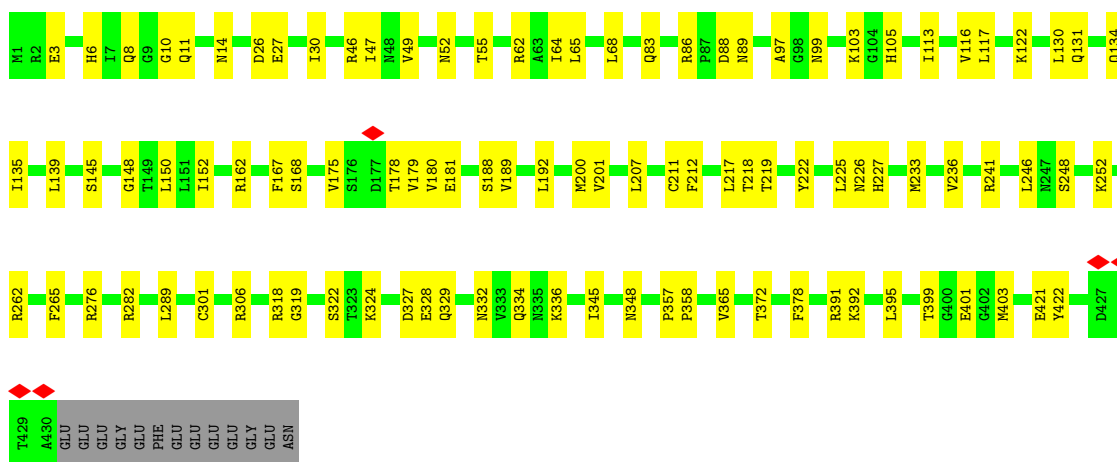 M1 R2 E3 H6 I7 Q8 G9 G10 Q11 N14 D26 E27 I30 R46 I47 N48 V49 N52 T55 R62 A63 I64 L65 L68 Q83 R86 P87 D88 N89 A97 G98 N99 K103 G104 H105 I113 V116 L117 K122 L130 Q131 Q134
I135 L139 S145 G148 T149 L150 L151 I152 R162 F167 S168 V175 S176 D177 T178 V179 V180 E181 S188 V189 L192 M200 V201 L207 C211 F212 L217 T218 T219 Y222 L225 N226 H227 M233 V236 R241 L246 N247 S248 K252
R262 F265 R276 R282 L289 C301 R306 R318 G319 S322 T323 K324 D327 E328 Q329 N332 V333 Q334 N335 K336 I345 N348 P357 P358 V365 T372 F378 R391 K392 L395 T399 G400 E401 G402 M403 E421 Y422 D427
T429 A430 GLU GLU GLU GLY GLU PHE GLU GLU GLU GLU GLY GLU ASN